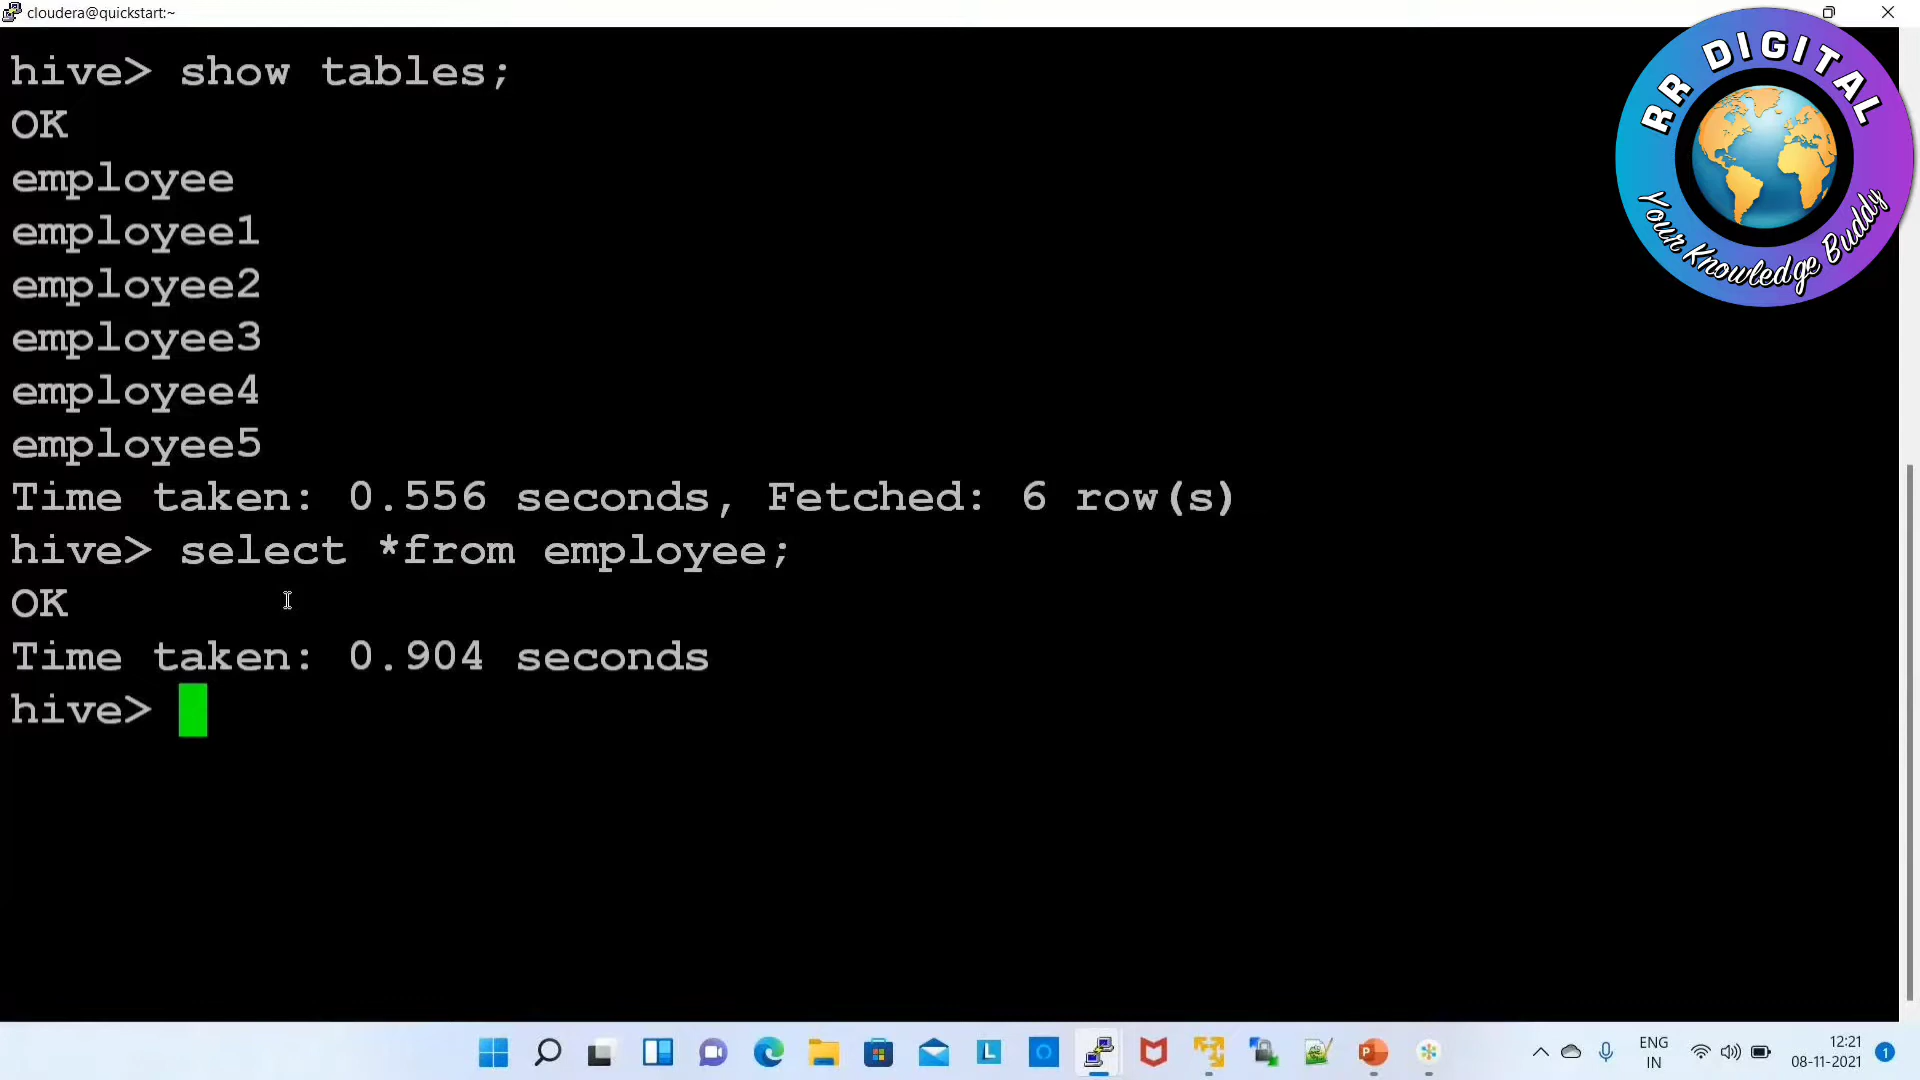 cloudera@quickstart:~
hive> show tables;
OK
employee
employee1
employee2
employee3
employee4
employee5
Time taken: 0.556 seconds, Fetched: 6 row(s)
hive> select *from employee;
OK
Time taken: 0.904 seconds
hive>
RR DIGITAL
Your Knowledge Buddy
ENG
IN
12:21
08-11-2021
1